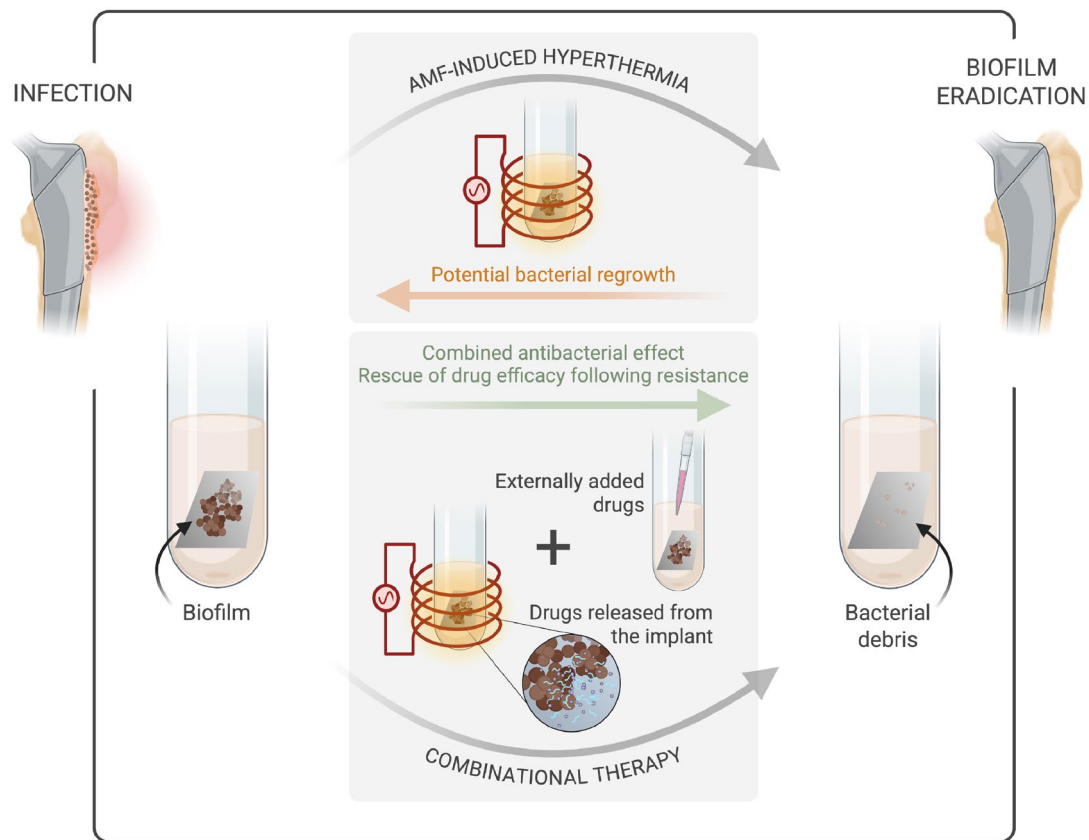 INFECTION
AMF-INDUCED HYPERTHERMIA
BIOFILM
ERADICATION
Potential bacterial regrowth
Combined antibacterial effect
Rescue of drug efficacy following resistance
Externally added
drugs
+
Drugs released from
the implant
Biofilm
Bacterial
debris
COMBINATIONAL THERAPY